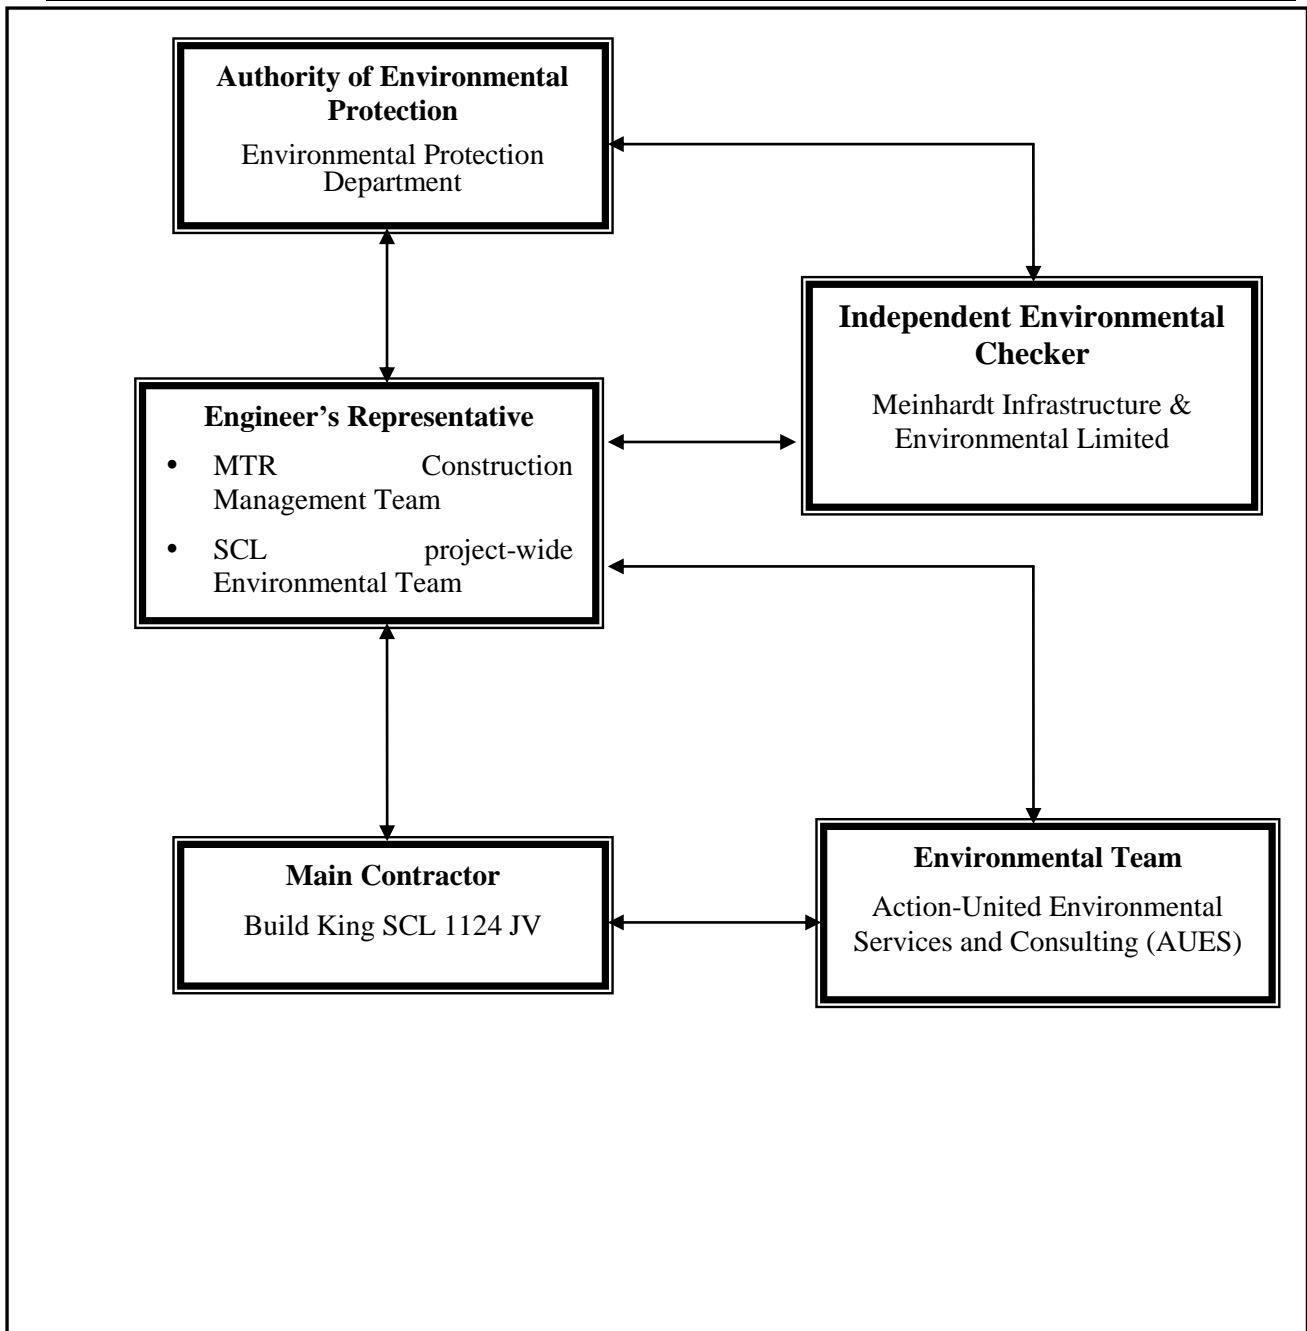 Authority of Environmental
Protection
Environmental Protection
Department
Independent Environmental
Checker
Meinhardt Infrastructure &
Environmental Limited
Engineer’s Representative
• MTR Construction
Management Team
• SCL project-wide
Environmental Team
Main Contractor
Build King SCL 1124 JV
Environmental Team
Action-United Environmental
Services and Consulting (AUES)